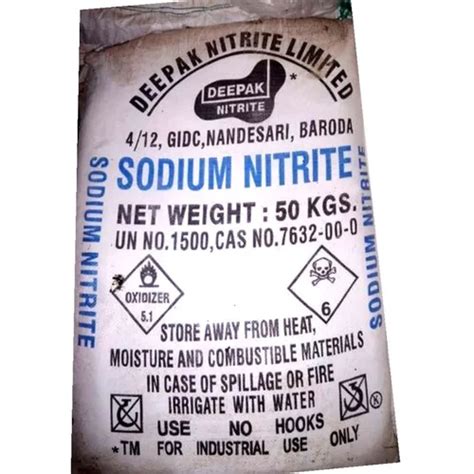 DEEPAK NITRITE LIMITED
DEEPAK
NITRITE
*
4/12, GIDC,NANDESARI, BARODA
SODIUM NITRITE
NET WEIGHT : 50 KGS.
UN NO.1500,CAS NO.7632-00-0
SODIUM NITRITE
SODIUM NITRITE
OXIDIZER
5.1
6
STORE AWAY FROM HEAT,
MOISTURE AND COMBUSTIBLE MATERIALS
IN CASE OF SPILLAGE OR FIRE
IRRIGATE WITH WATER
USE NO HOOKS
*TM FOR INDUSTRIAL USE ONLY